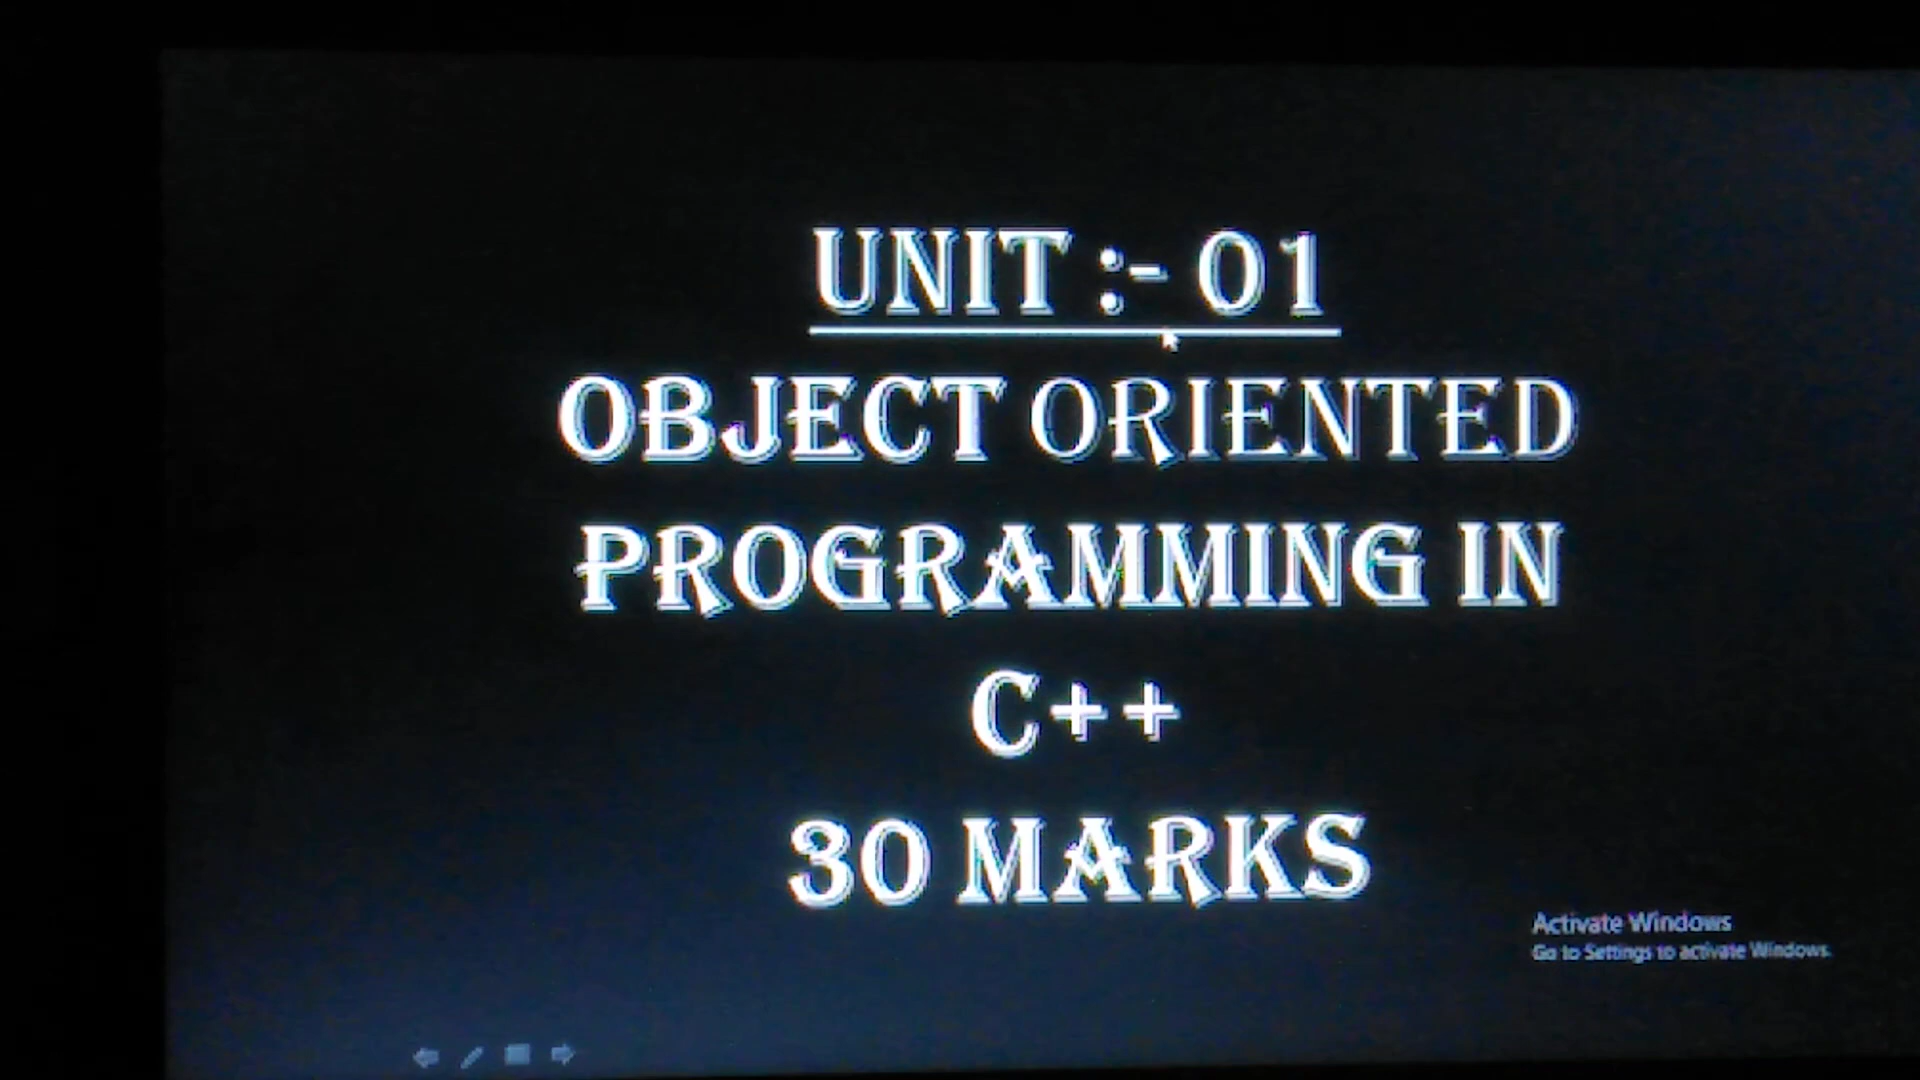 UNIT :- 01
OBJECT ORIENTED
PROGRAMMING IN
C++
30 MARKS
Activate Windows
Go to Settings to activate Windows.